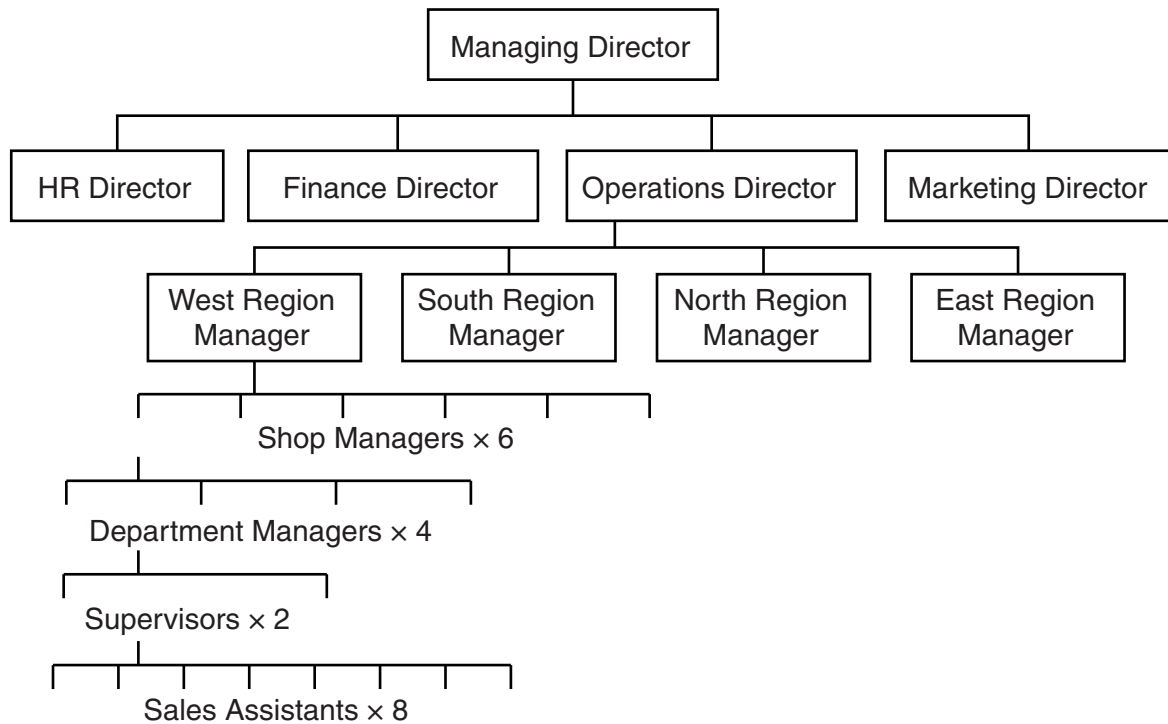 Managing Director
HR Director
Finance Director
Operations Director
Marketing Director
West Region
Manager
South Region
Manager
North Region
Manager
East Region
Manager
Shop Managers × 6
Department Managers × 4
Supervisors × 2
Sales Assistants × 8